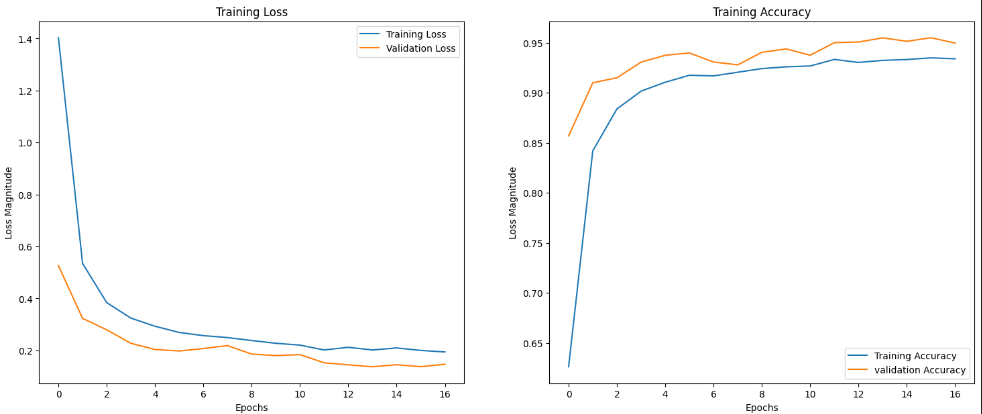 Training Loss
Training Loss
Validation Loss
1.4
1.2
1.0
0.8
0.6
0.4
0.2
Loss Magnitude
0 2 4 6 8 10 12 14 16
Epochs
Training Accuracy
0.95
0.90
0.85
0.80
0.75
0.70
0.65
Loss Magnitude
Training Accuracy
validation Accuracy
0 2 4 6 8 10 12 14 16
Epochs